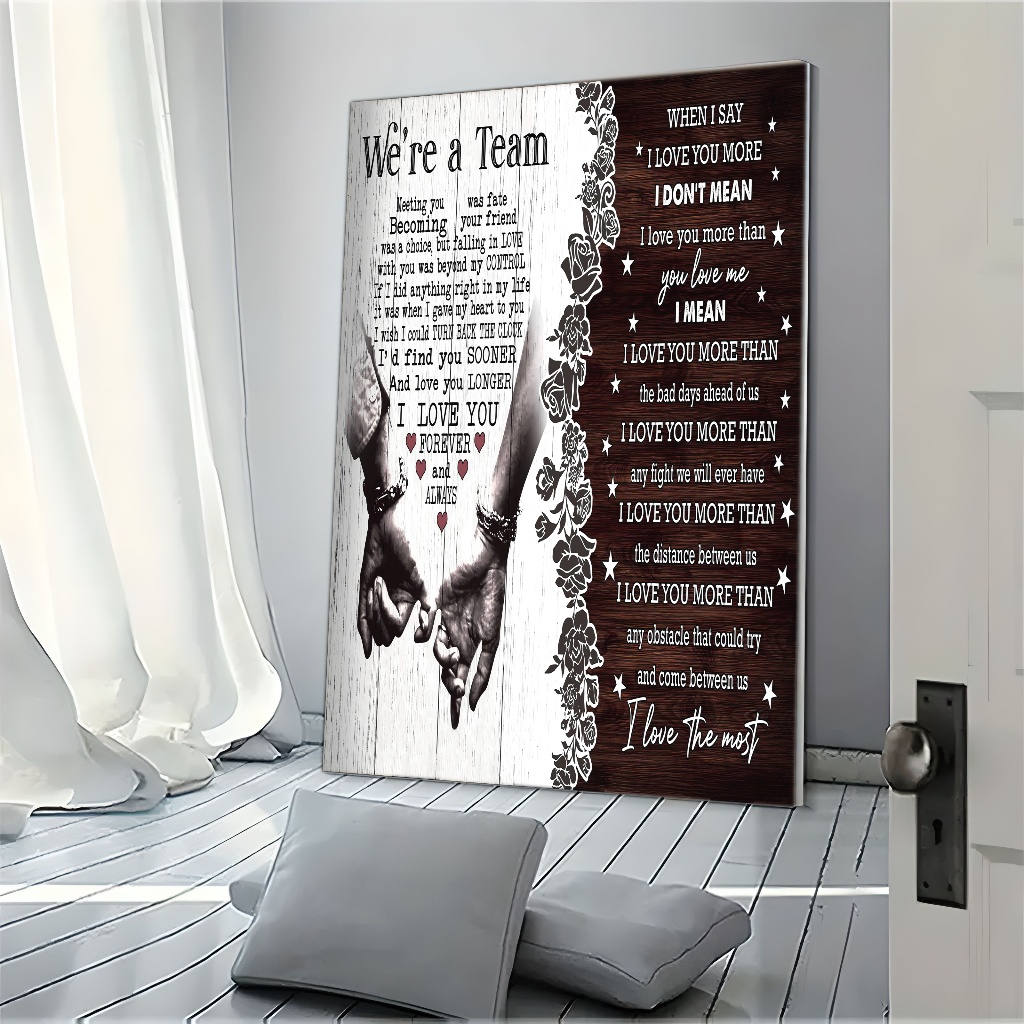 We're a Team
Meeting you was fate
Becoming your friend
was a choice, but falling in LOVE
with you was beyond my CONTROL
If I did anything right in my life
it was when I gave my heart to you
I wish I could TURN BACK THE CLOCK
I'd find you SOONER
And love you LONGER
I LOVE YOU
FOREVER
and
ALWAYS
WHEN I SAY
I LOVE YOU MORE
I DON'T MEAN
I love you more than
you love me
I MEAN
I LOVE YOU MORE THAN
the bad days ahead of us
I LOVE YOU MORE THAN
any fight we will ever have
I LOVE YOU MORE THAN
the distance between us
I LOVE YOU MORE THAN
any obstacle that could try
and come between us
I love the most